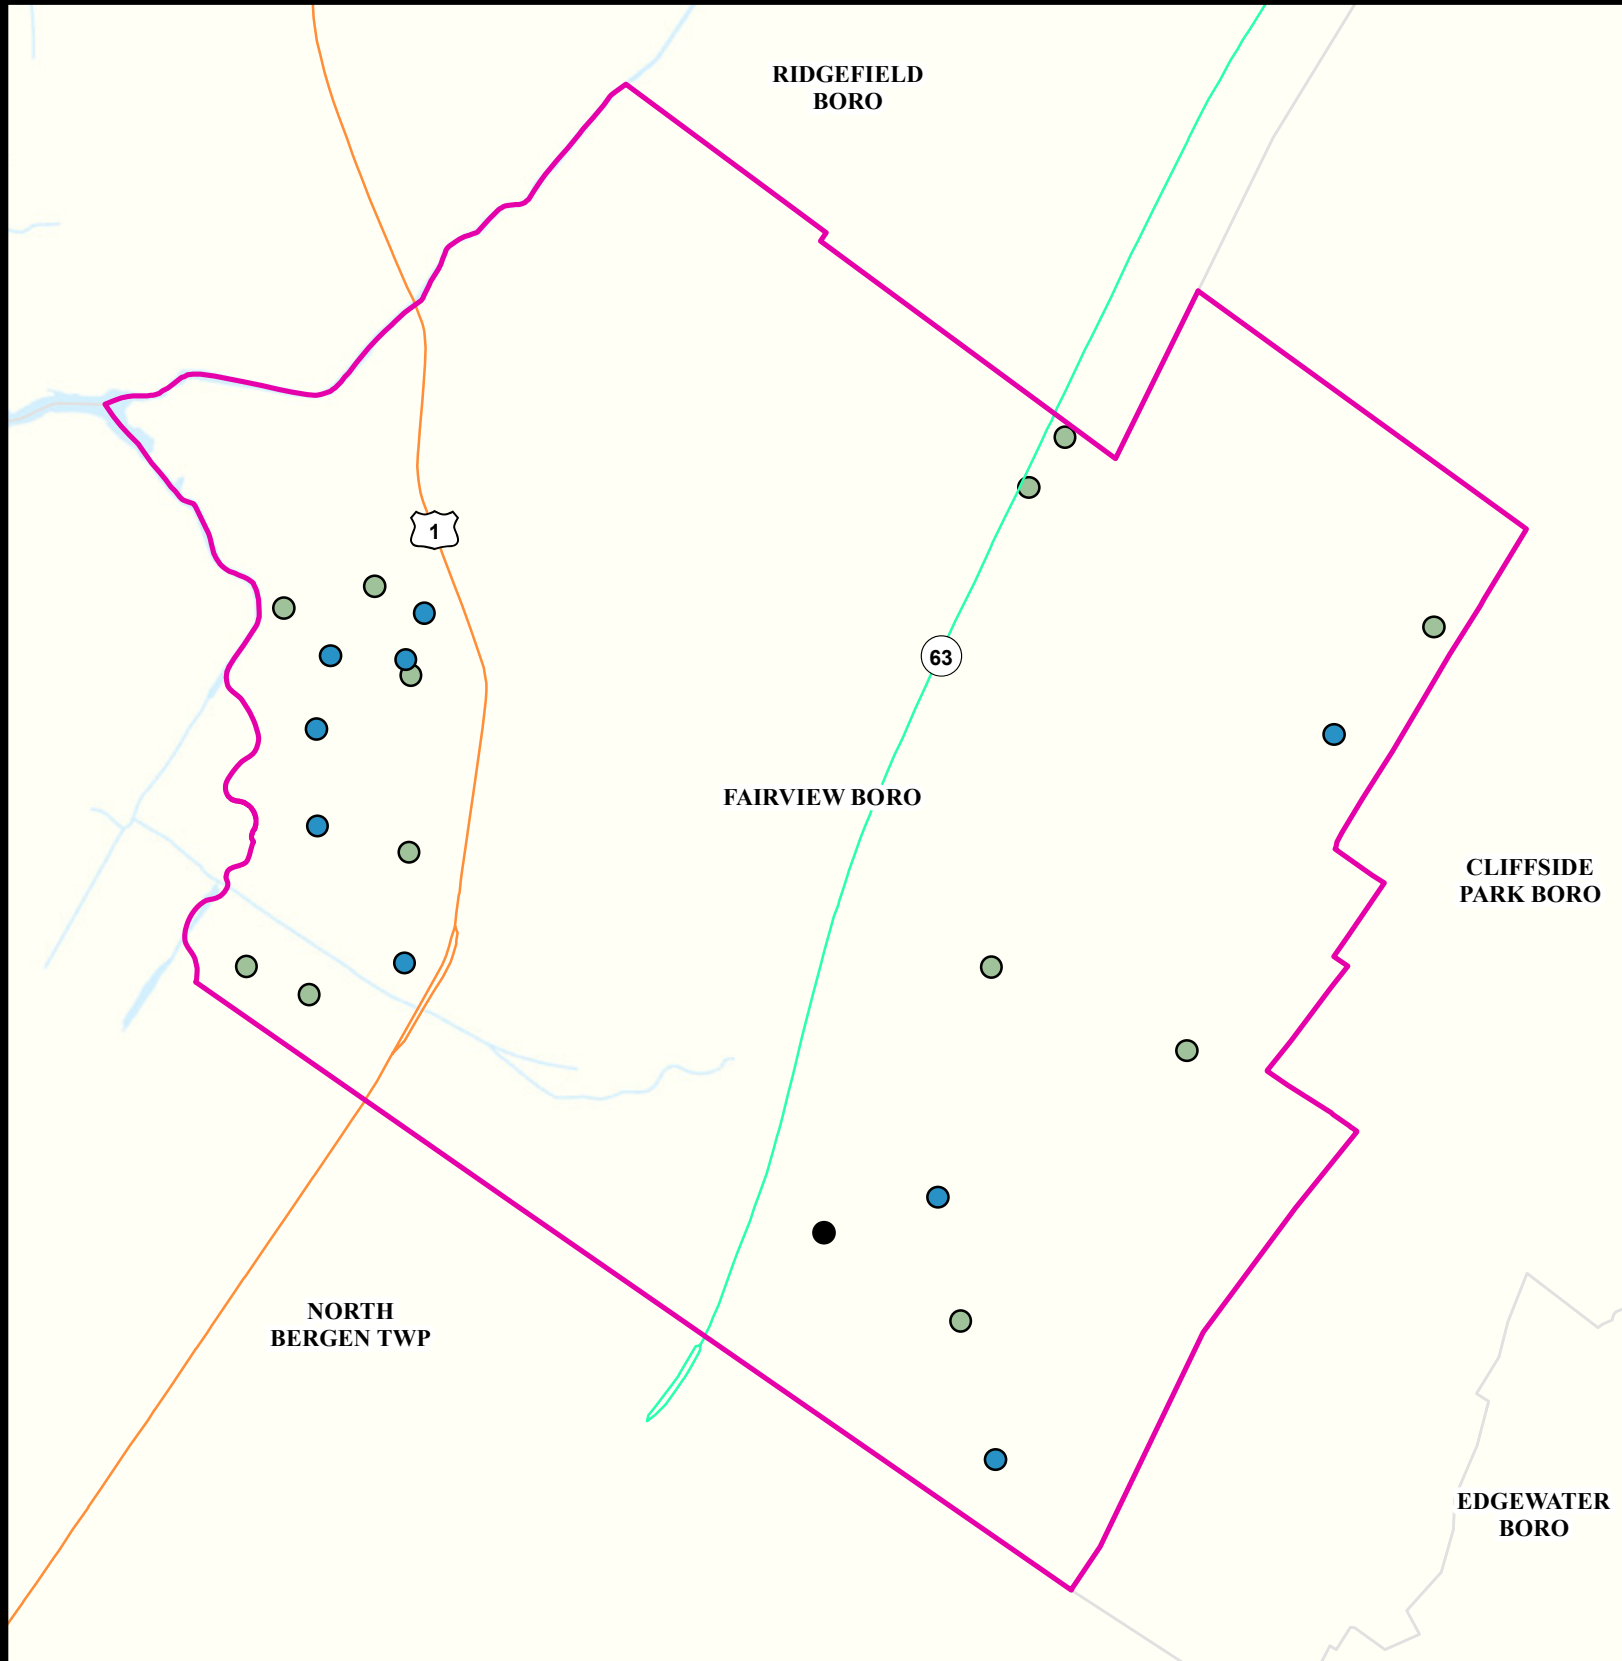 RIDGEFIELD
BORO
1
63
FAIRVIEW BORO
CLIFFSIDE
PARK BORO
NORTH
BERGEN TWP
EDGEWATER
BORO